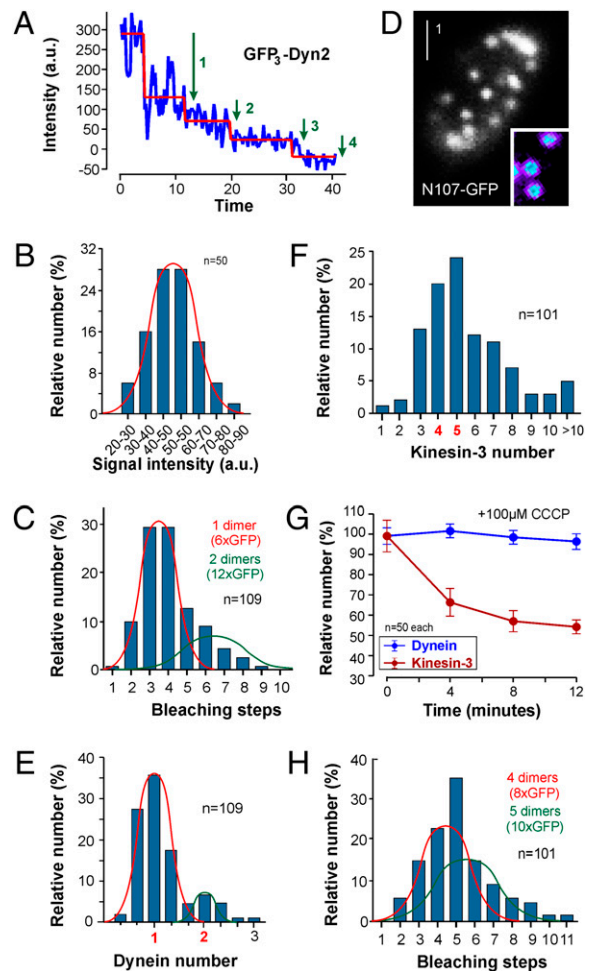 A
GFP3-Dyn2
Intensity (a.u.)
300
250
200
150
100
50
0
-50
1
2
3
4
0 10 20 30 40
Time
D
1
N107-GFP
B
Relative number (%)
32
24
16
8
0
n=50
20-30 30-40 40-50 50-50 60-70 70-80 80-90
Signal intensity (a.u.)
F
Relative number (%)
25
20
15
10
5
0
n=101
1 2 3 4 5 6 7 8 9 10 >10
Kinesin-3 number
C
Relative number (%)
30
20
10
0
1 dimer
(6xGFP)
2 dimers
(12xGFP)
n=109
1 2 3 4 5 6 7 8 9 10
Bleaching steps
G
Relative number (%)
110
100
90
80
70
60
50
40
30
+100µM CCCP
n=50 each
Dynein
Kinesin-3
0 4 8 12
Time (minutes)
E
Relative number (%)
40
30
20
10
0
n=109
1 2 3
Dynein number
H
Relative number (%)
40
30
20
10
0
4 dimers
(8xGFP)
5 dimers
(10xGFP)
n=101
1 2 3 4 5 6 7 8 9 10 11
Bleaching steps